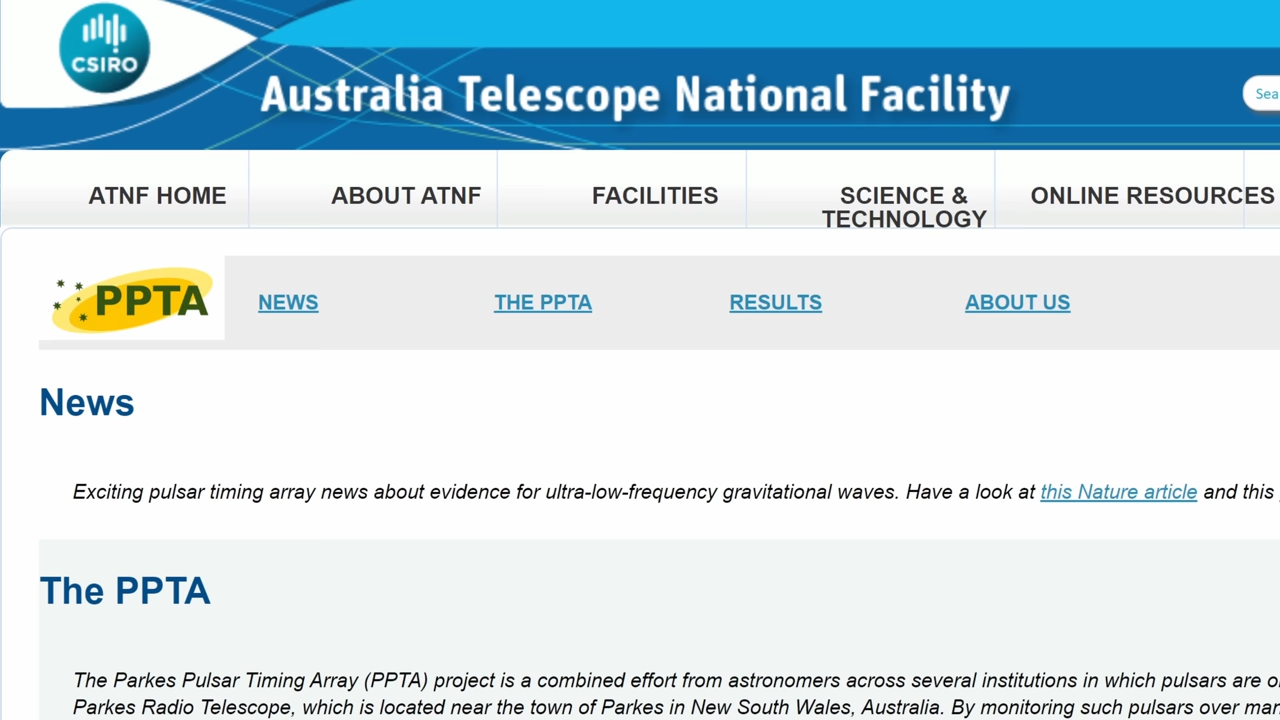 CSIRO
Australia Telescope National Facility
Sea
ATNF HOME
ABOUT ATNF
FACILITIES
SCIENCE &
TECHNOLOGY
ONLINE RESOURCES
PPTA
NEWS
THE PPTA
RESULTS
ABOUT US
News
Exciting pulsar timing array news about evidence for ultra-low-frequency gravitational waves. Have a look at this Nature article and this
The PPTA
The Parkes Pulsar Timing Array (PPTA) project is a combined effort from astronomers across several institutions in which pulsars are
Parkes Radio Telescope, which is located near the town of Parkes in New South Wales, Australia. By monitoring such pulsars over